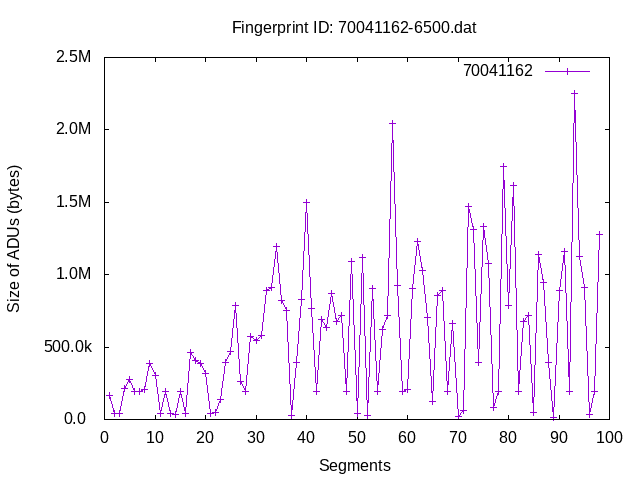 Fingerprint ID: 70041162-6500.dat
70041162
Size of ADUs (bytes)
2.5M
2.0M
1.5M
1.0M
500.0k
0.0
0 10 20 30 40 50 60 70 80 90 100
Segments